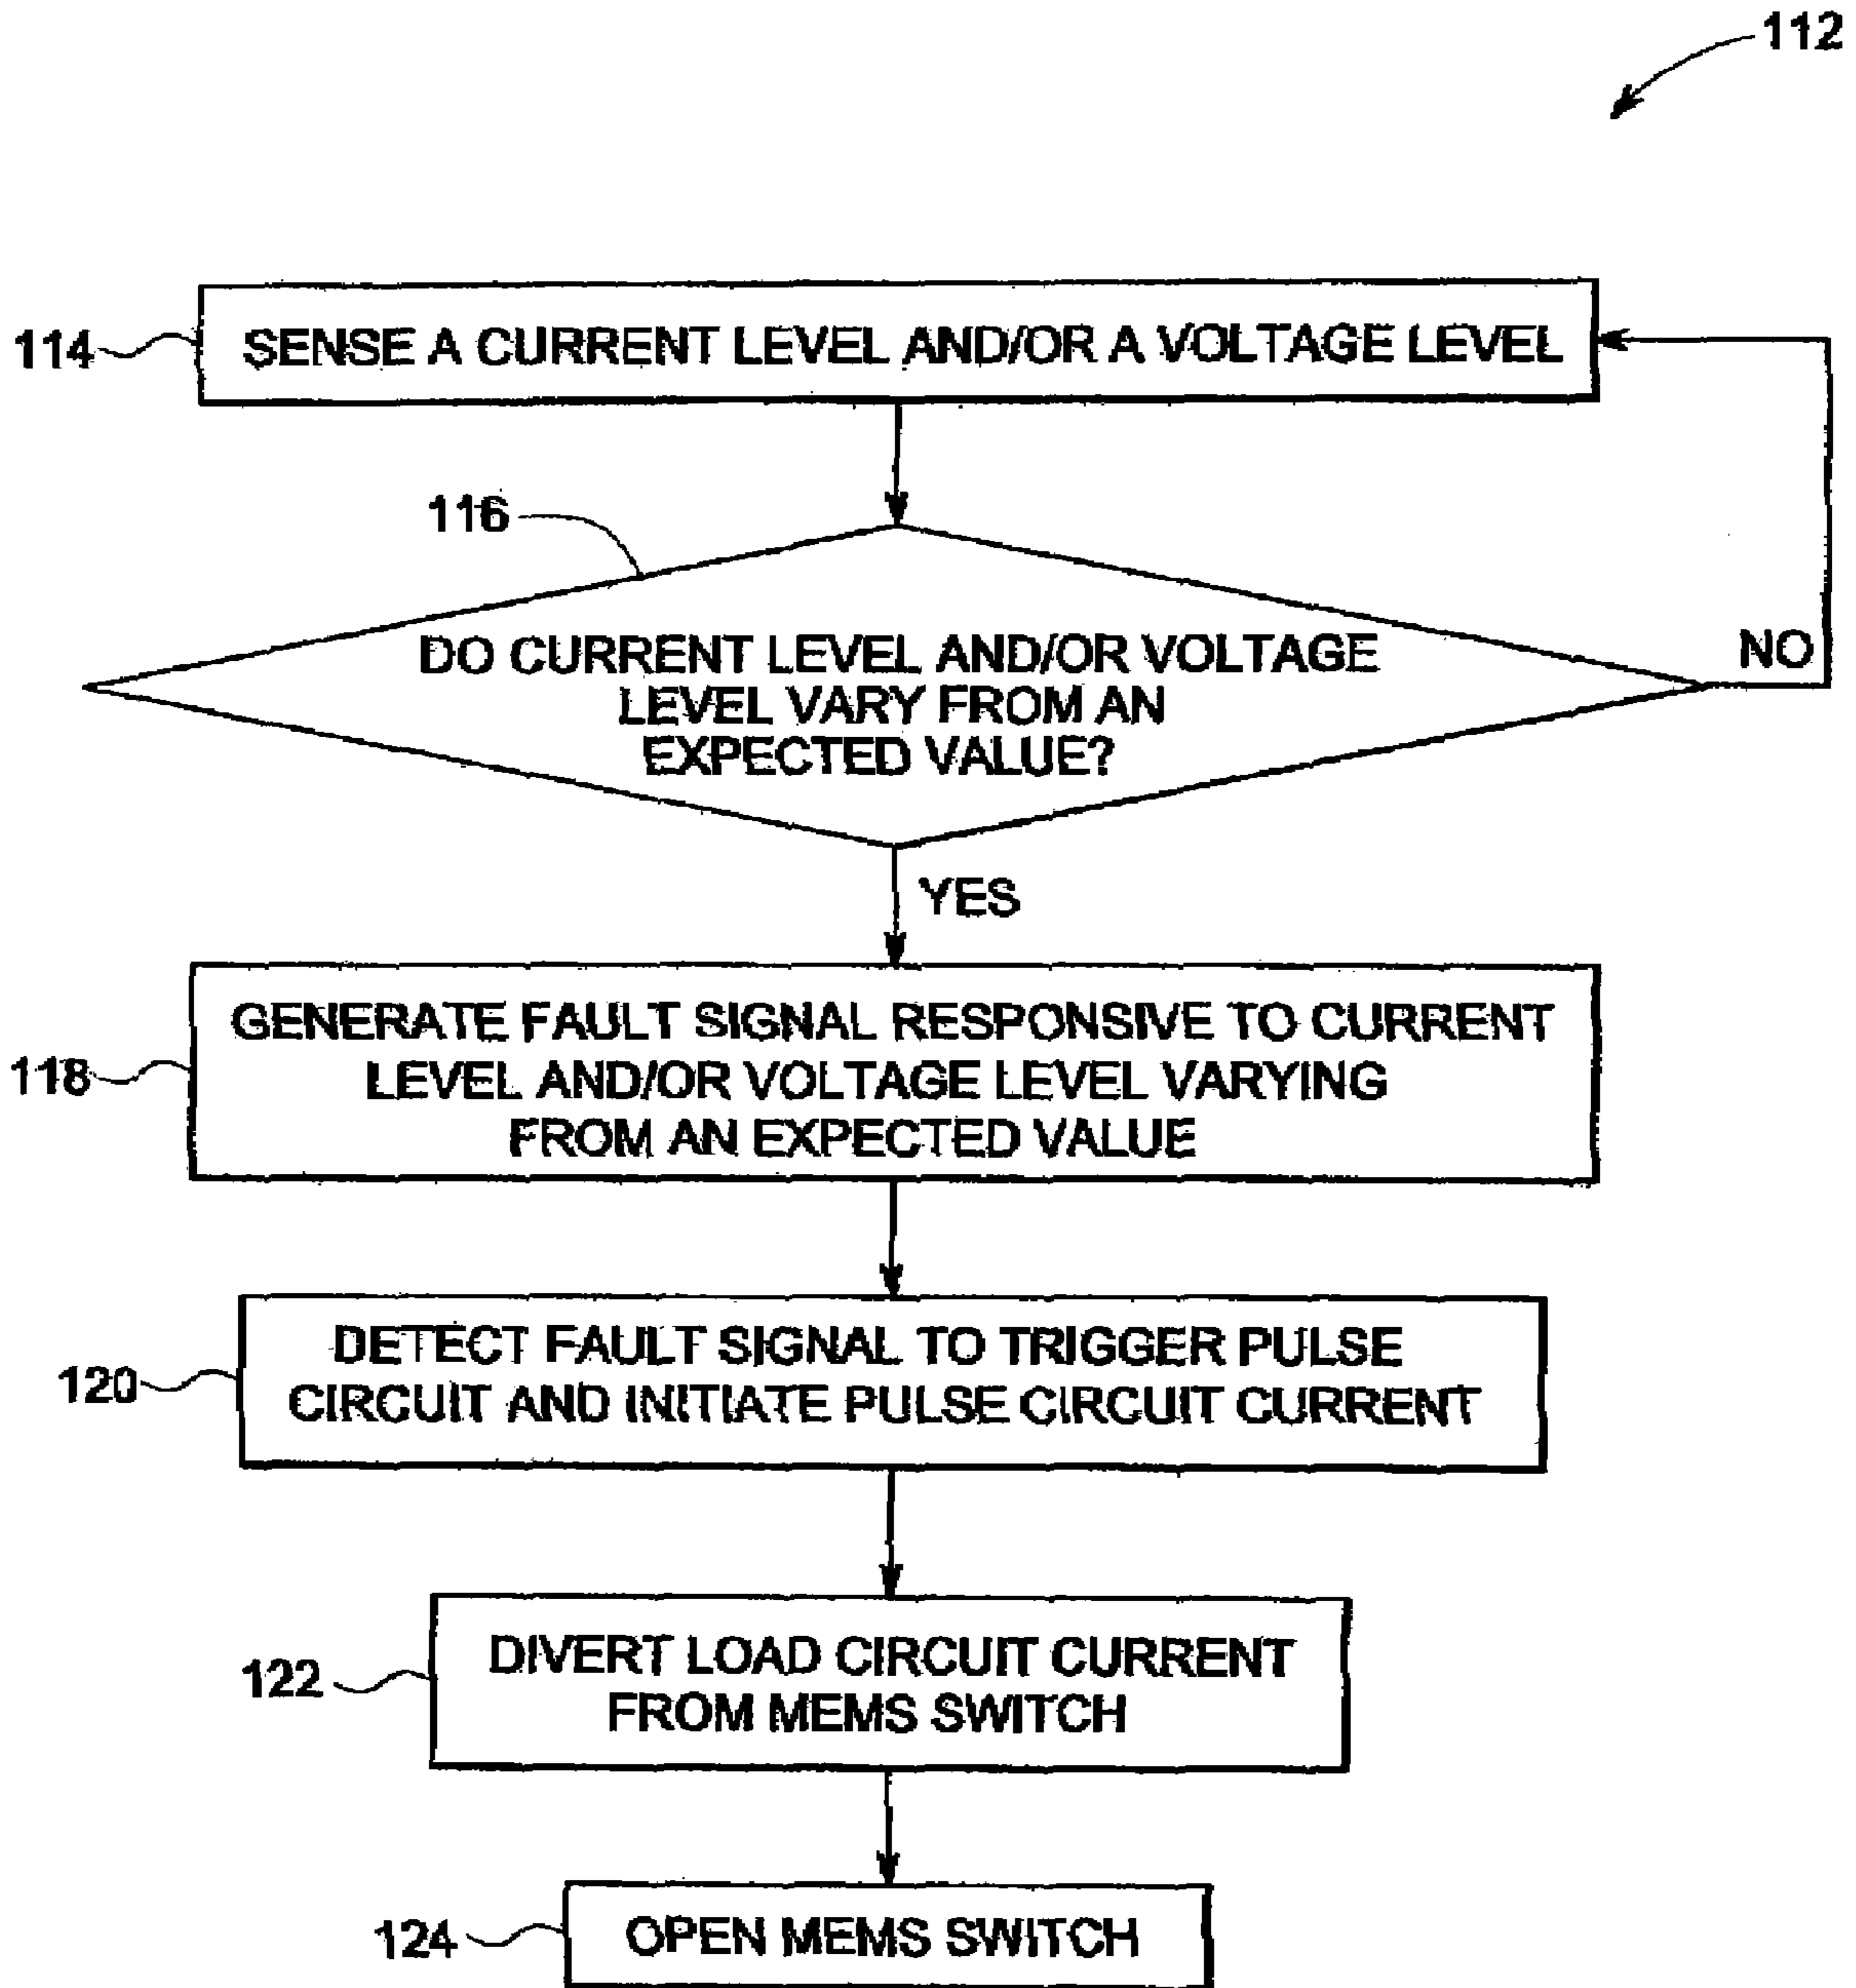 112
114
SENSE A CURRENT LEVEL AND/OR A VOLTAGE LEVEL
116
DO CURRENT LEVEL AND/OR VOLTAGE
LEVEL VARY FROM AN
EXPECTED VALUE?
NO
YES
118
GENERATE FAULT SIGNAL RESPONSIVE TO CURRENT
LEVEL AND/OR VOLTAGE LEVEL VARYING
FROM AN EXPECTED VALUE
120
DETECT FAULT SIGNAL TO TRIGGER PULSE
CIRCUIT AND INITIATE PULSE CIRCUIT CURRENT
122
DIVERT LOAD CIRCUIT CURRENT
FROM MEMS SWITCH
124
OPEN MEMS SWITCH